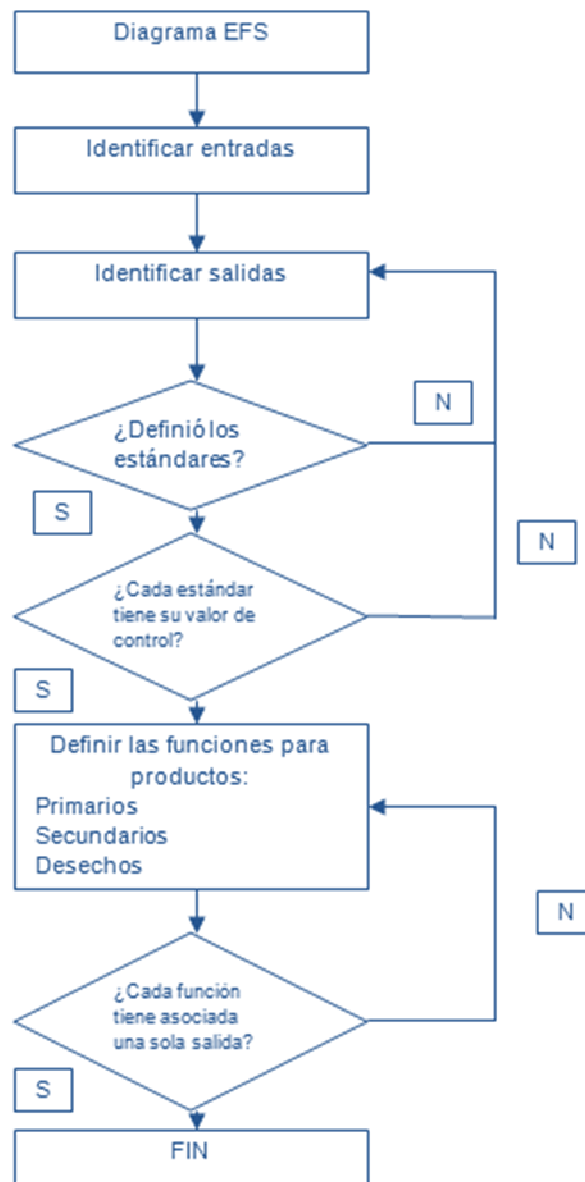 Diagrama EFS
Identificar entradas
Identificar salidas
N
¿Definió los
estándares?
S
N
¿Cada estándar
tiene su valor de
control?
S
Definir las funciones para
productos:
Primarios
Secundarios
Desechos
N
¿Cada función
tiene asociada
una sola salida?
S
FIN